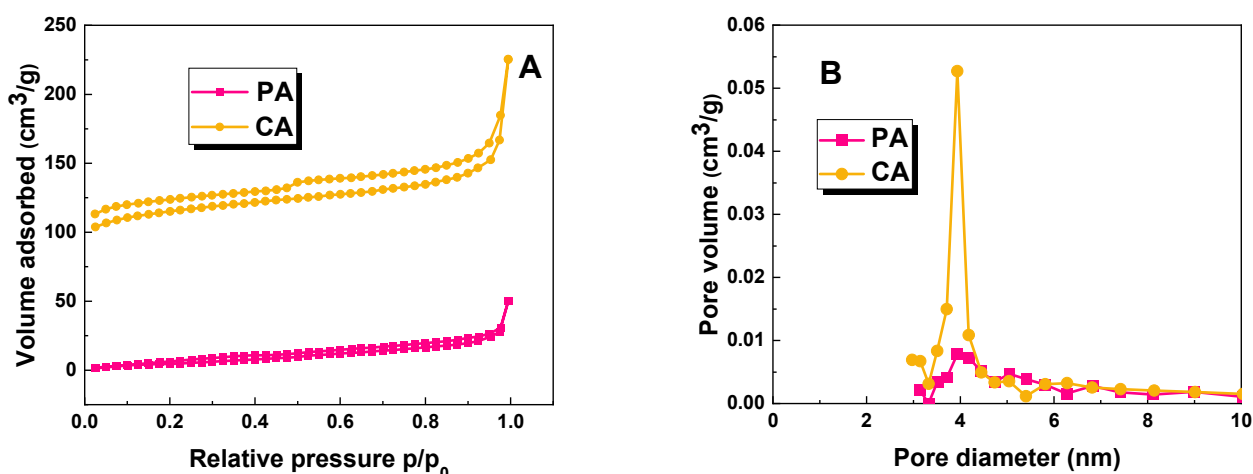 A
PA
CA
Volume adsorbed (cm³/g)
250
200
150
100
50
0
0.0 0.2 0.4 0.6 0.8 1.0
Relative pressure p/p₀
B
PA
CA
Pore volume (cm³/g)
0.06
0.05
0.04
0.03
0.02
0.01
0.00
0 2 4 6 8 10
Pore diameter (nm)